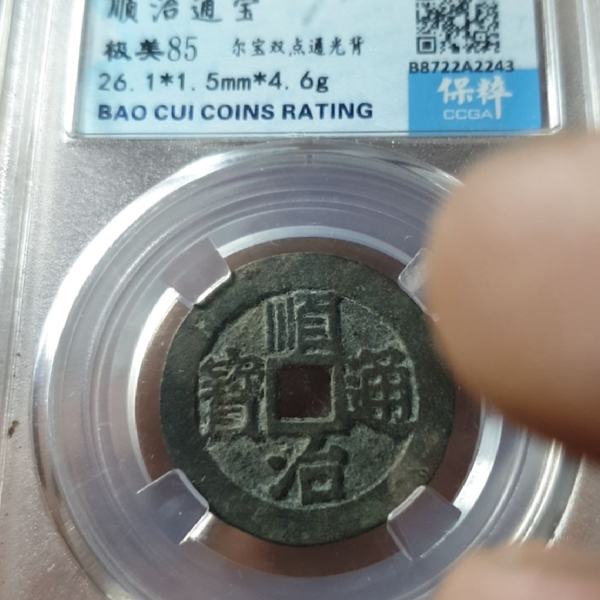 顺治通宝
极美85 尔宝双点通光背
26.1*1.5mm*4.6g
BAO CUI COINS RATING
B8722A2243
保粹
CCGA
順
寶 通
治